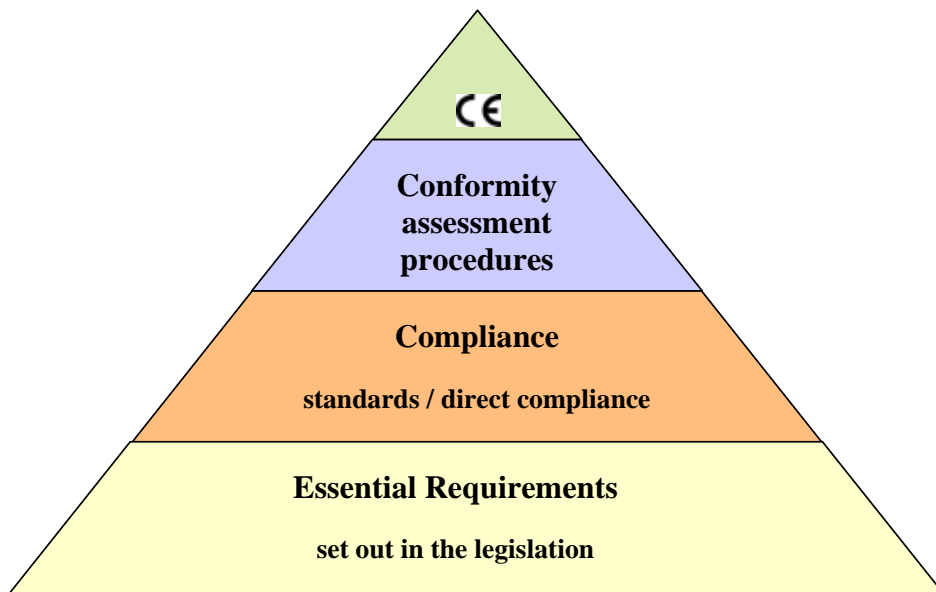 CE
Conformity
assessment
procedures
Compliance
standards / direct compliance
Essential Requirements
set out in the legislation